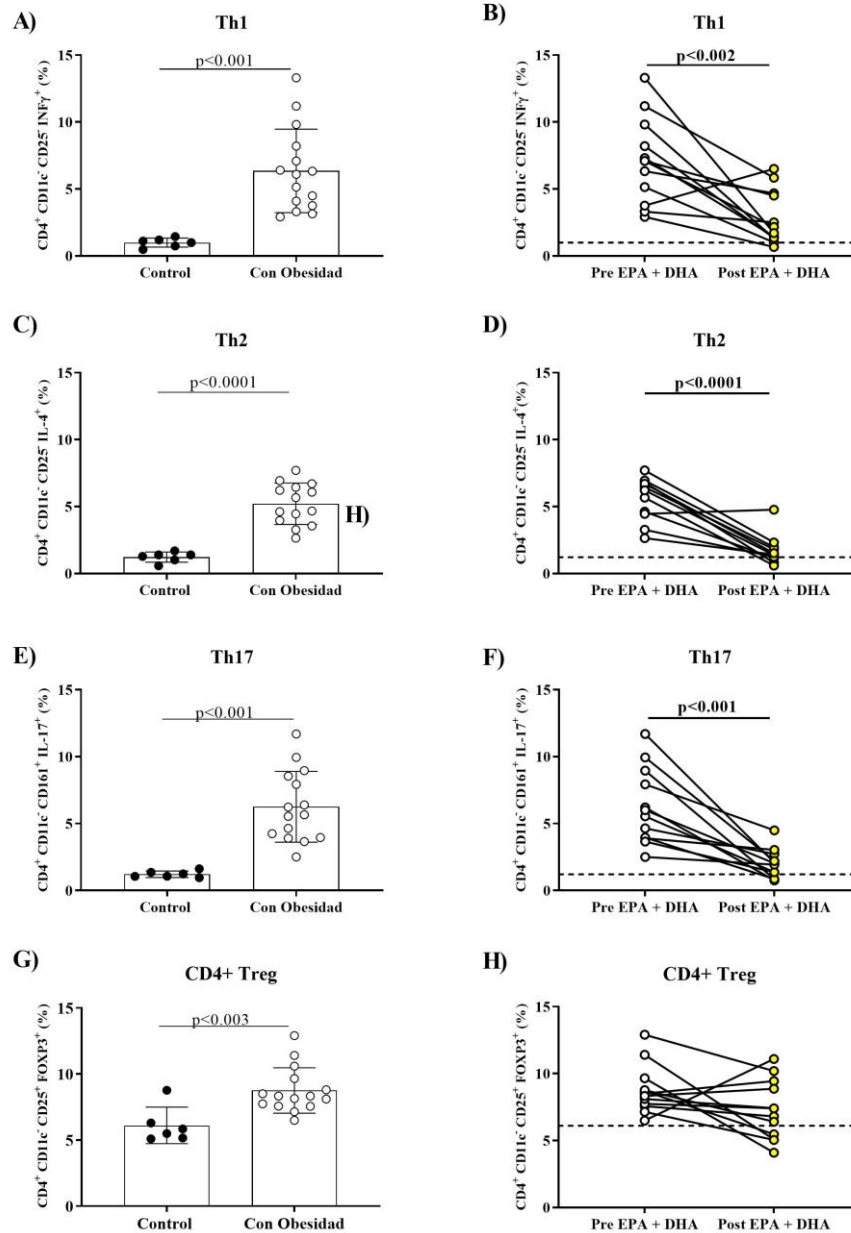 A)
Th1
p<0.001
CD4⁺ CD11c⁻ CD25⁻ INFγ⁺ (%)
15
10
5
0
Control
Con Obesidad
B)
Th1
p<0.002
CD4⁺ CD11c⁻ CD25⁻ INFγ⁺ (%)
15
10
5
0
Pre EPA + DHA
Post EPA + DHA
C)
Th2
p<0.0001
CD4⁺ CD11c⁻ CD25⁻ IL-4⁺ (%)
15
10
5
0
H)
Control
Con Obesidad
D)
Th2
p<0.0001
CD4⁺ CD11c⁻ CD25⁻ IL-4⁺(%)
15
10
5
0
Pre EPA + DHA
Post EPA + DHA
E)
Th17
p<0.001
CD4⁺ CD11c⁻ CD161⁺ IL-17⁺ (%)
15
10
5
0
Control
Con Obesidad
F)
Th17
p<0.001
CD4⁺ CD11c⁻ CD161⁺ IL-17⁺ (%)
15
10
5
0
Pre EPA + DHA
Post EPA + DHA
G)
CD4+ Treg
p<0.003
CD4⁺ CD11c⁻ CD25⁺ FOXP3⁺ (%)
15
10
5
0
Control
Con Obesidad
H)
CD4+ Treg
CD4⁺ CD11c⁻ CD25⁺ FOXP3⁺ (%)
15
10
5
0
Pre EPA + DHA
Post EPA + DHA